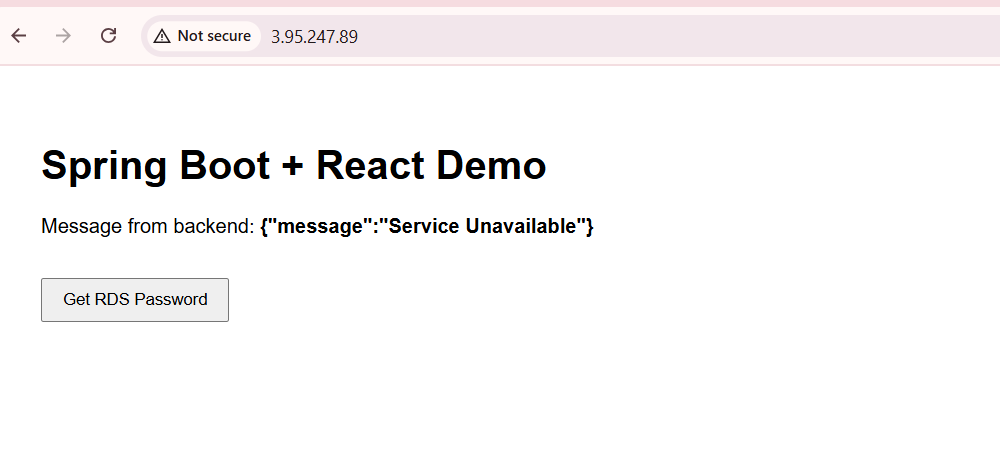 Not secure 3.95.247.89
Spring Boot + React Demo
Message from backend: {"message":"Service Unavailable"}
Get RDS Password